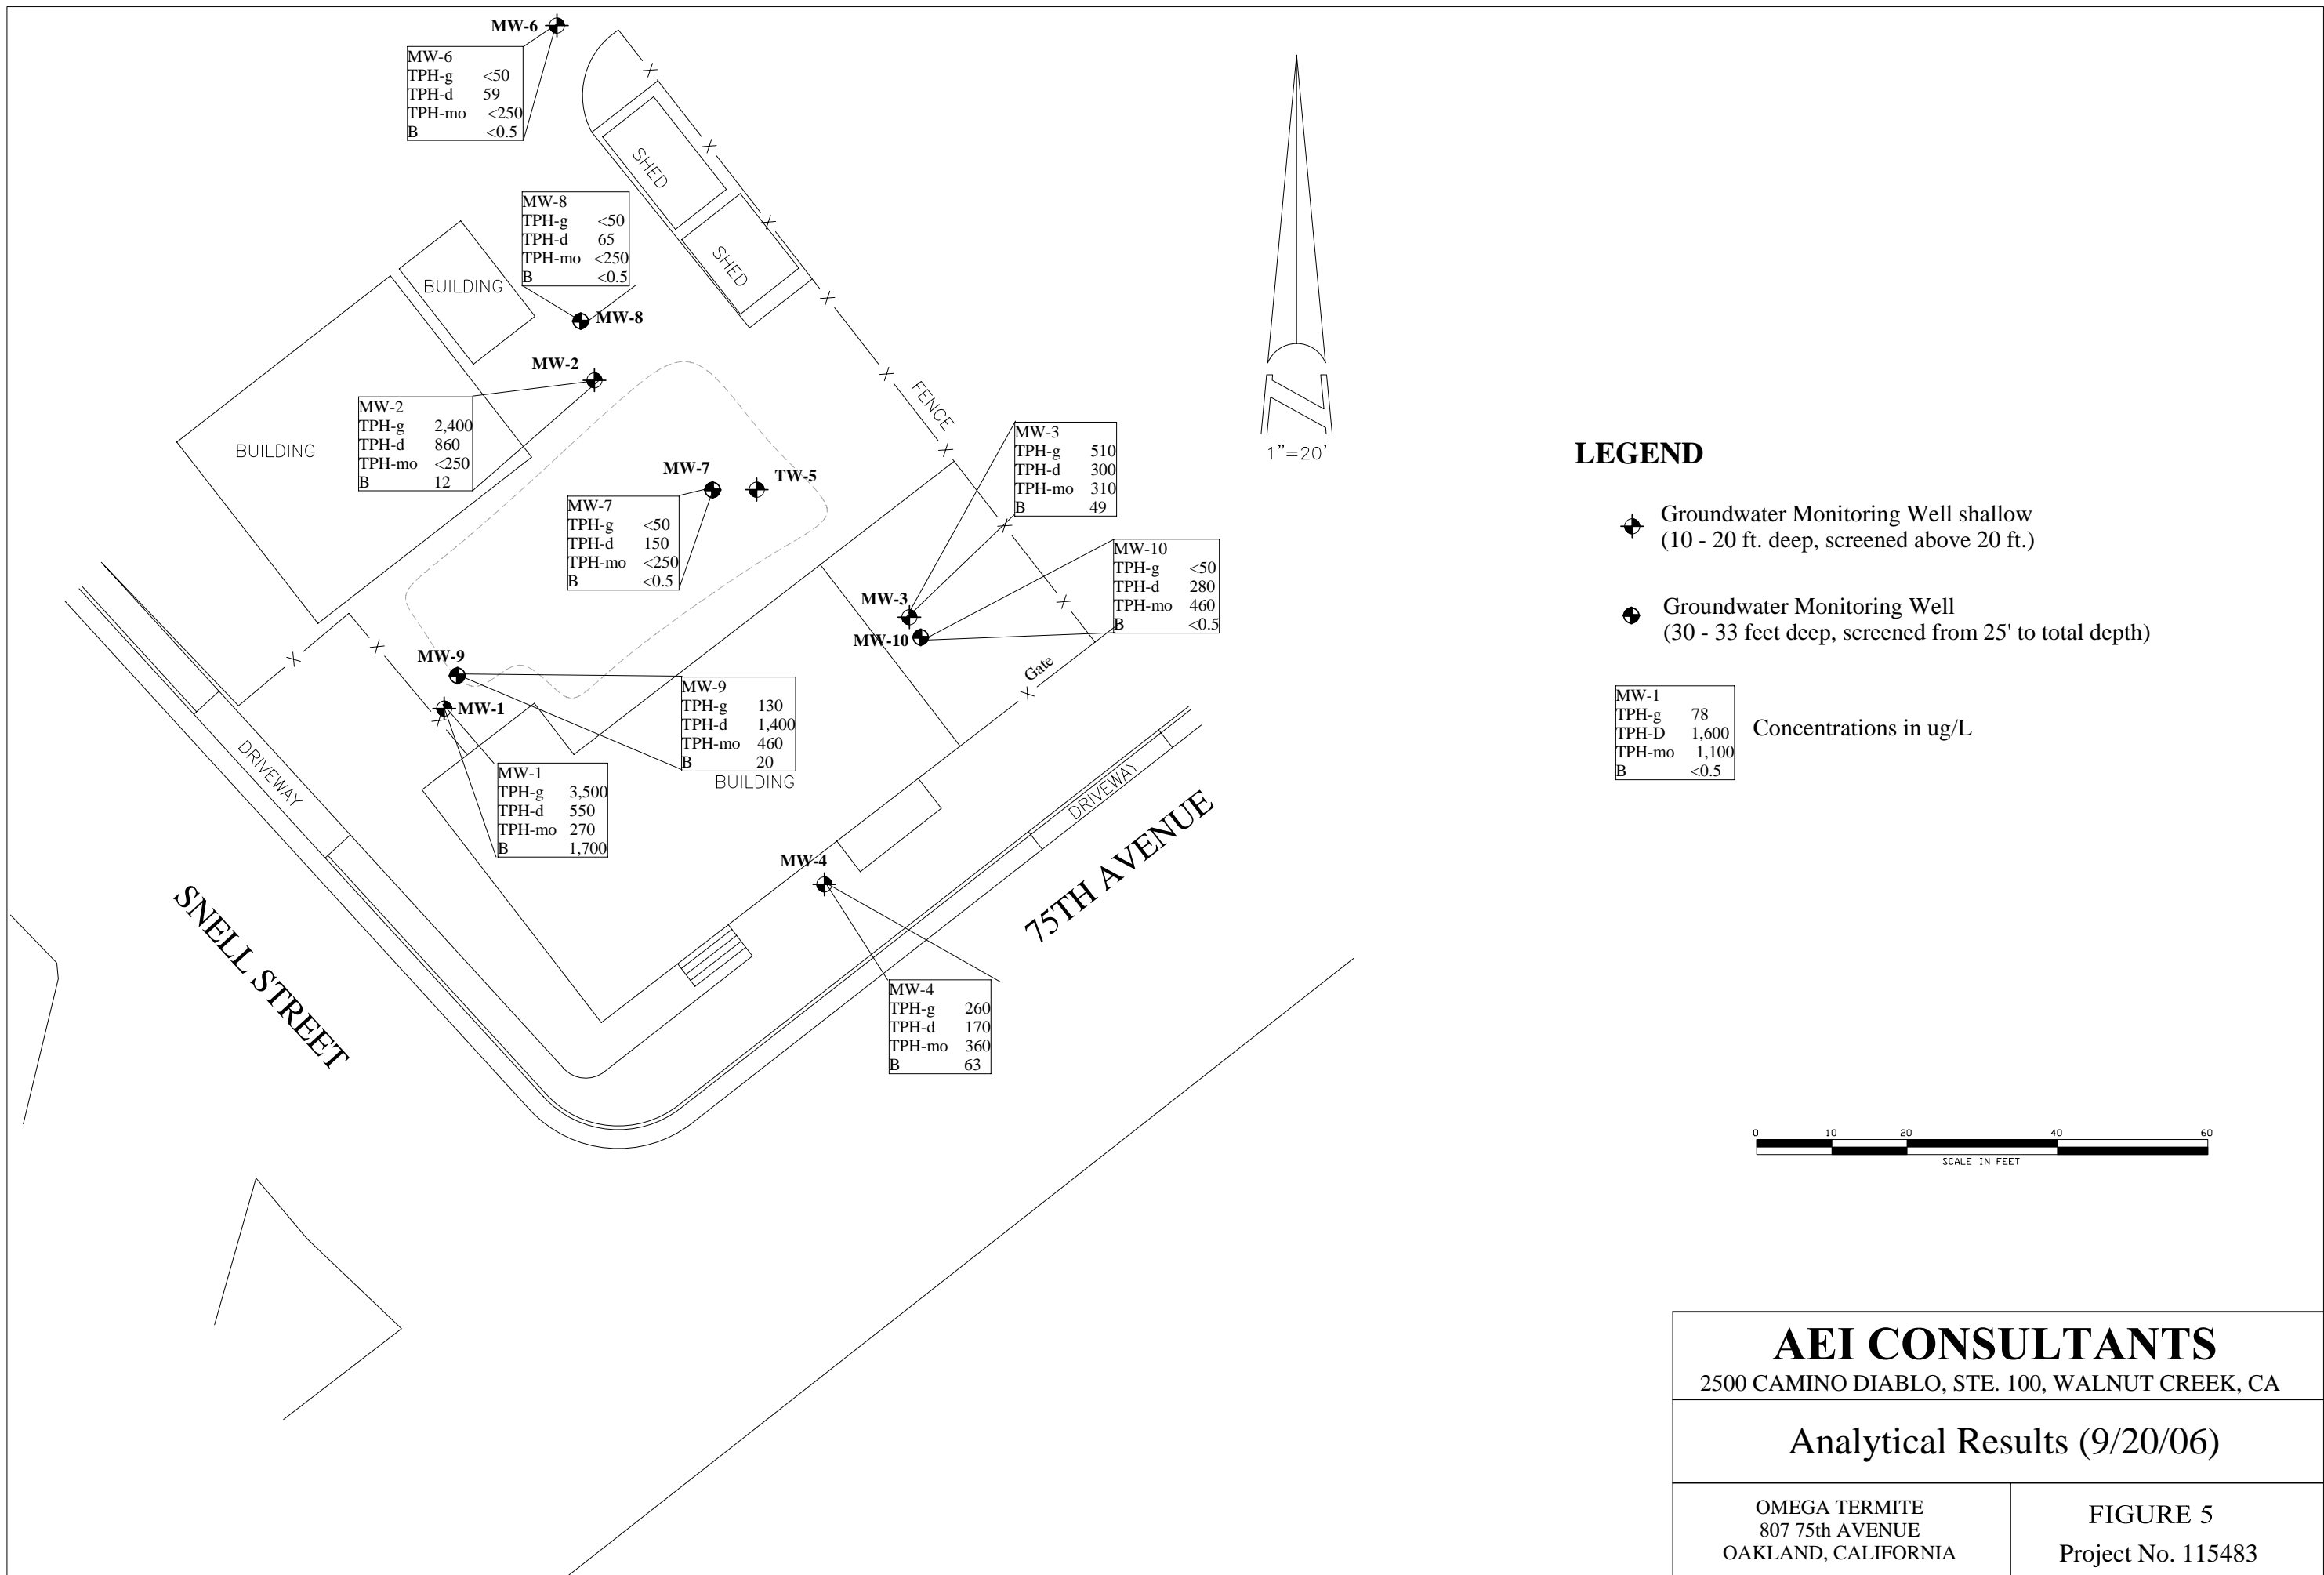 MW-6
MW-6
TPH-g <50
TPH-d 59
TPH-mo <250
B <0.5
SHED
SHED
MW-8
TPH-g <50
TPH-d 65
TPH-mo <250
B <0.5
MW-8
BUILDING
BUILDING
MW-2
MW-2
TPH-g 2,400
TPH-d 860
TPH-mo <250
B 12
FENCE
MW-7
TW-5
MW-7
TPH-g <50
TPH-d 150
TPH-mo <250
B <0.5
MW-3
TPH-g 510
TPH-d 300
TPH-mo 310
B 49
MW-10
TPH-g <50
TPH-d 280
TPH-mo 460
B <0.5
MW-3
MW-10
Gate
MW-9
MW-1
MW-9
TPH-g 130
TPH-d 1,400
TPH-mo 460
B 20
BUILDING
MW-1
TPH-g 3,500
TPH-d 550
TPH-mo 270
B 1,700
DRIVEWAY
DRIVEWAY
MW-4
MW-4
TPH-g 260
TPH-d 170
TPH-mo 360
B 63
SNELL STREET
75TH AVENUE
N
1"=20'
LEGEND
Groundwater Monitoring Well shallow
(10 - 20 ft. deep, screened above 20 ft.)
Groundwater Monitoring Well
(30 - 33 feet deep, screened from 25' to total depth)
MW-1
TPH-g 78
TPH-D 1,600
TPH-mo 1,100
B <0.5
Concentrations in ug/L
0 10 20 40 60
SCALE IN FEET
AEI CONSULTANTS
2500 CAMINO DIABLO, STE. 100, WALNUT CREEK, CA
Analytical Results (9/20/06)
OMEGA TERMITE
807 75th AVENUE
OAKLAND, CALIFORNIA
FIGURE 5
Project No. 115483